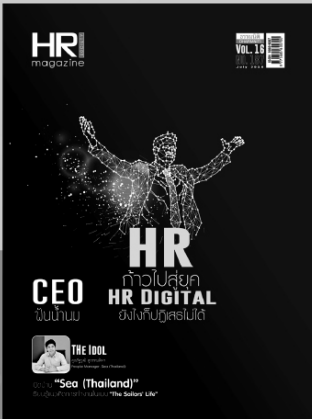 HR
magazine
VOL. 16
HR
ก้าวไปสู่ยุค
HR DIGITAL
ยังไงก็ปฏิเสธไม่ได้
CEO
ฟันน้ำนม
THE IDOL
"Sea (Thailand)"
"The Sailors' Life"